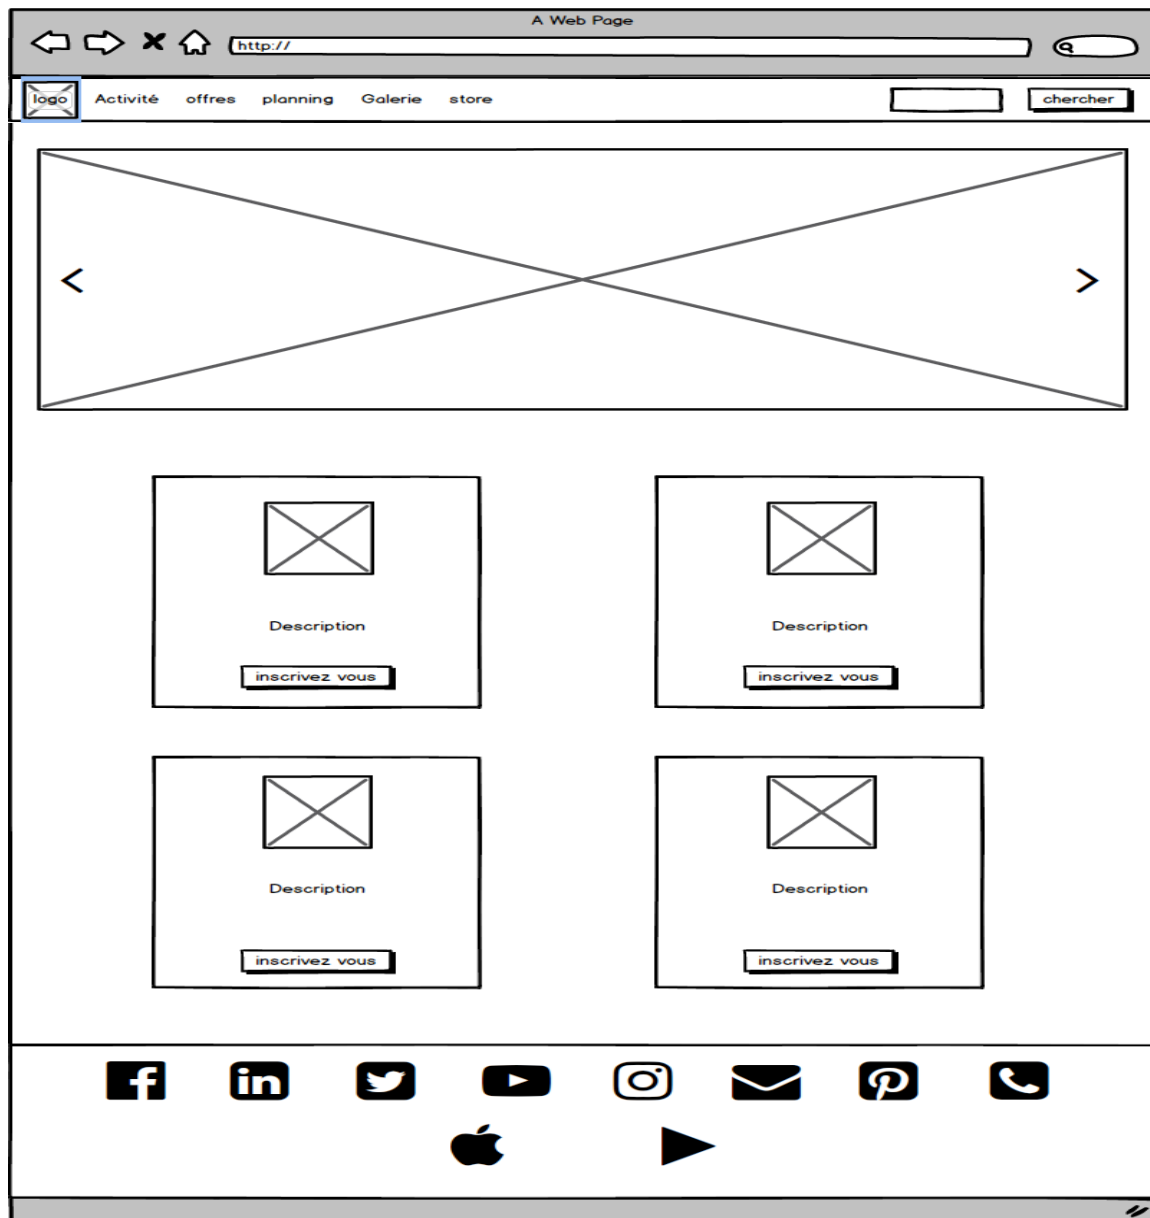 A Web Page
http://
logo Activité offres planning Galerie store chercher
Description Description
inscrivez vous inscrivez vous
Description Description
inscrivez vous inscrivez vous